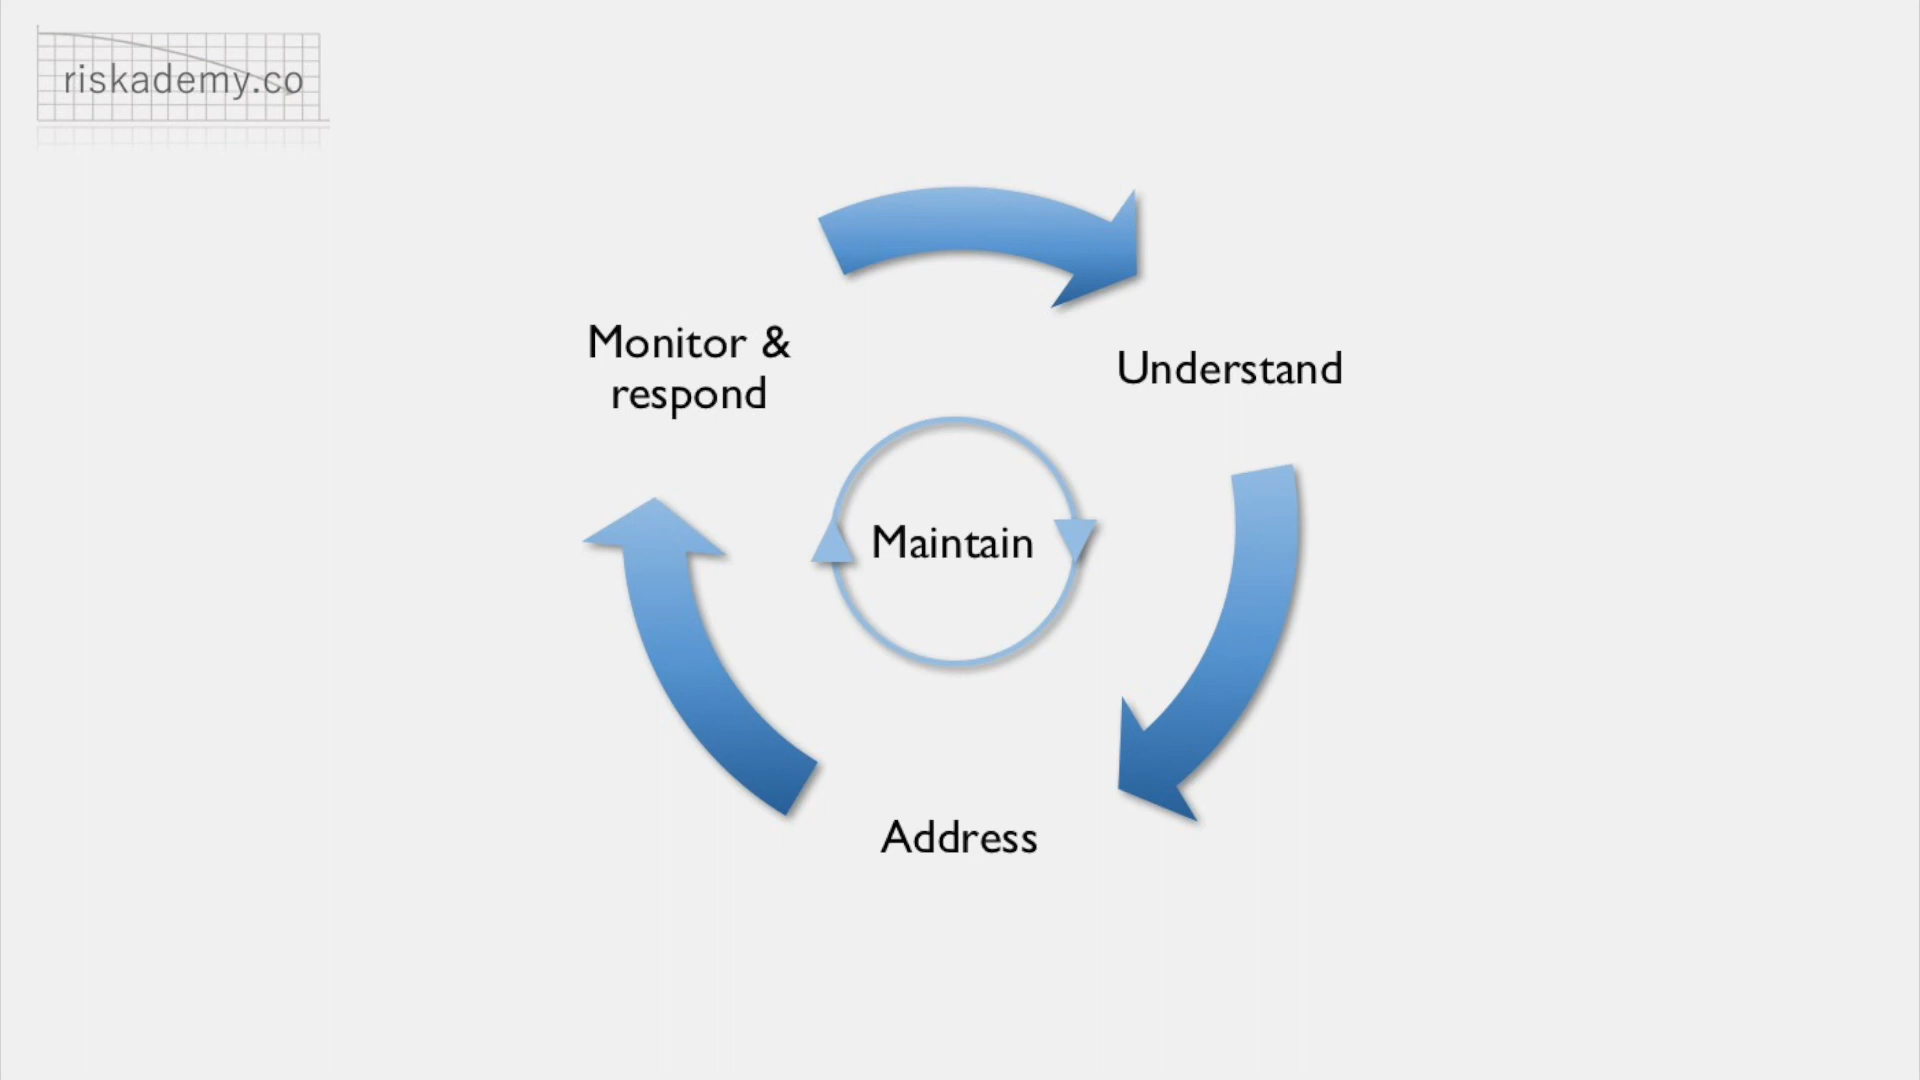 riskademy.co
Monitor &
respond
Understand
Maintain
Address